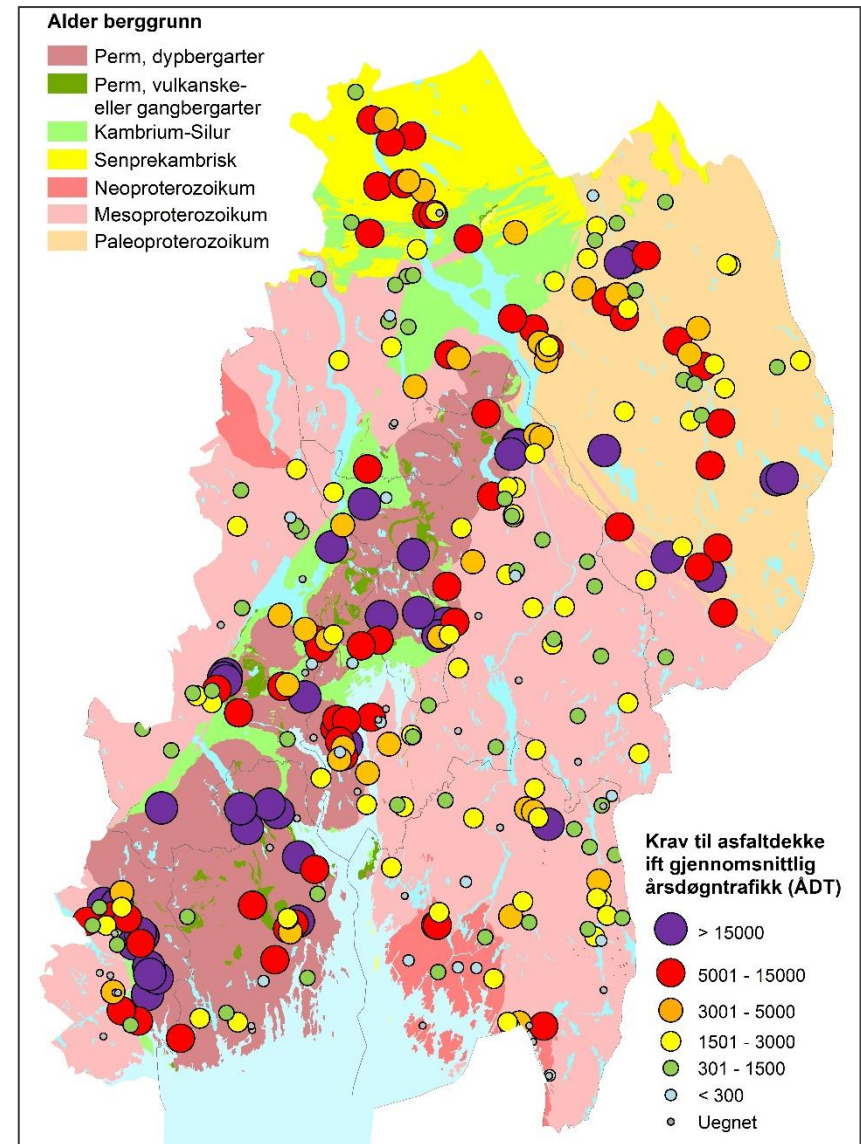 Alder berggrunn
Perm, dypbergarter
Perm, vulkanske-
eller gangbergarter
Kambrium-Silur
Senprekambrisk
Neoproterozoikum
Mesoproterozoikum
Paleoproterozoikum
Krav til asfaltdekke
ift gjennomsnittlig
årsdøgntrafikk (ÅDT)
> 15000
5001 - 15000
3001 - 5000
1501 - 3000
301 - 1500
< 300
Uegnet